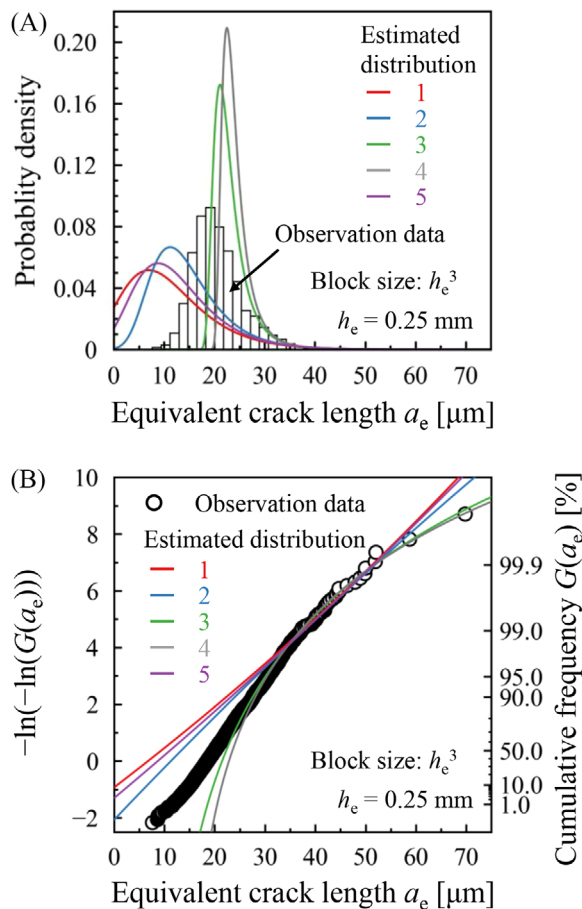 (A)
0.20
0.16
0.12
0.08
0.04
0
Probablity density
Estimated
distribution
1
2
3
4
5
Observation data
Block size: hₑ³
hₑ = 0.25 mm
0 10 20 30 40 50 60 70
Equivalent crack length aₑ [μm]
(B)
10
8
6
4
2
0
−2
−ln(−ln(G(aₑ)))
Observation data
Estimated distribution
1
2
3
4
5
Block size: hₑ³
hₑ = 0.25 mm
99.9
99.0
95.0
90.0
50.0
10.0
1.0
Cumulative frequency G(aₑ) [%]
0 10 20 30 40 50 60 70
Equivalent crack length aₑ [μm]